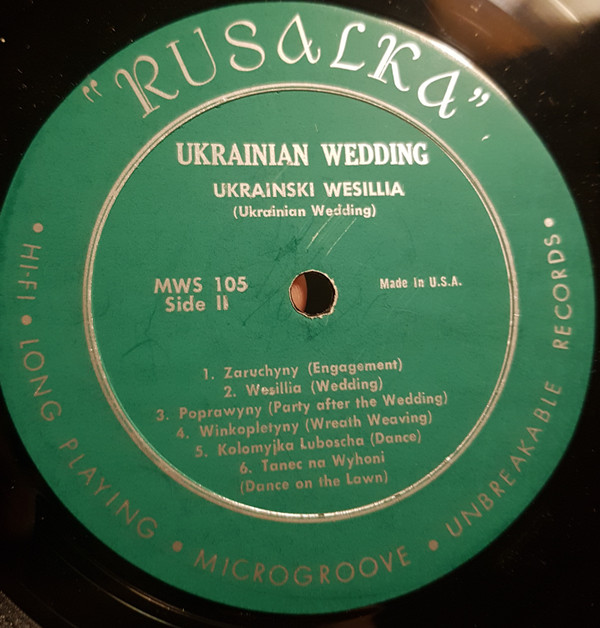 "RUSALKA"
UKRAINIAN WEDDING
UKRAINSKI WESILLIA
(Ukrainian Wedding)
MWS 105
Side II
Made in U.S.A.
1. Zaruchyny (Engagement)
2. Wesillia (Wedding)
3. Poprawyny (Party after the Wedding)
4. Winkopletyny (Wreath Weaving)
5. Kolomyjka Luboscha (Dance)
6. Tanec na Wyhoni
(Dance on the Lawn)
• HI-FI • LONG PLAYING • MICROGROOVE • UNBREAKABLE RECORDS •